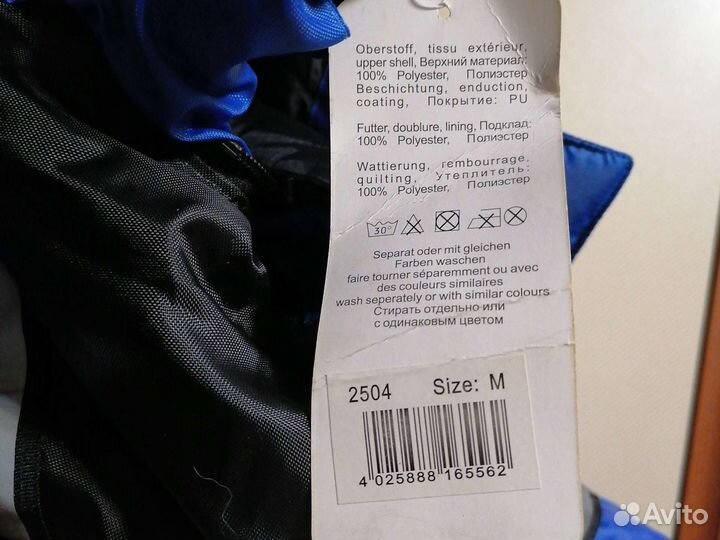 Oberstoff, tissu extérieur,
upper shell, Верхний материал:
100% Polyester, Полиэстер
Beschichtung, enduction,
coating, Покрытие: PU
Futter, doublure, lining, Подклад:
100% Polyester, Полиэстер
Wattierung, rembourrage,
quilting, Утеплитель:
100% Polyester, Полиэстер
30°
Separat oder mit gleichen
Farben waschen
faire tourner séparemment ou avec
des couleurs similaires
wash seperately or with similar colours
Стирать отдельно или
с одинаковым цветом
2504 Size: M
4 025888 165562
Avito